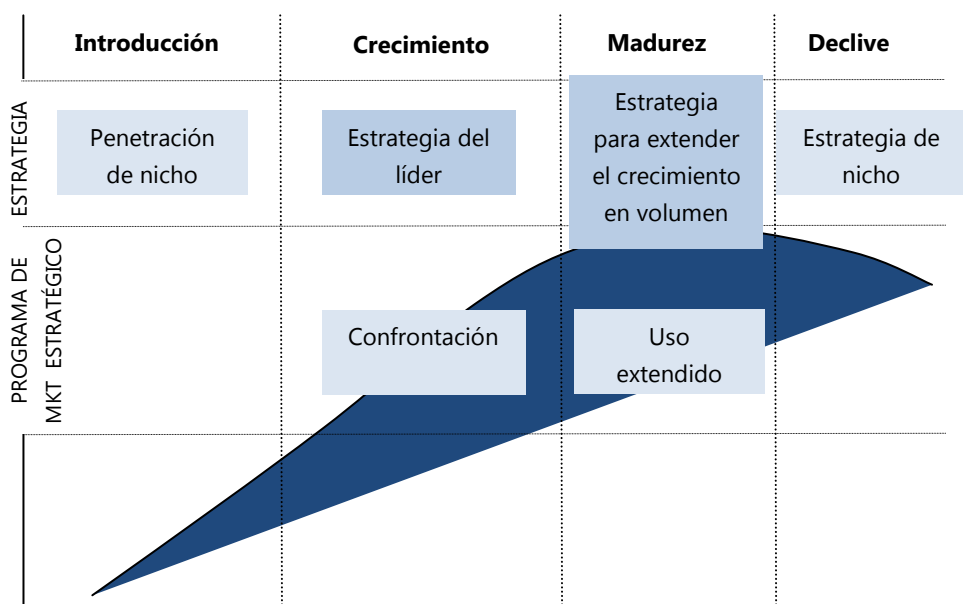 Introducción
Crecimiento
Madurez
Declive
ESTRATEGIA
Penetración
de nicho
Estrategia del
líder
Estrategia
para extender
el crecimiento
en volumen
Estrategia de
nicho
PROGRAMA DE
MKT ESTRATÉGICO
Confrontación
Uso
extendido